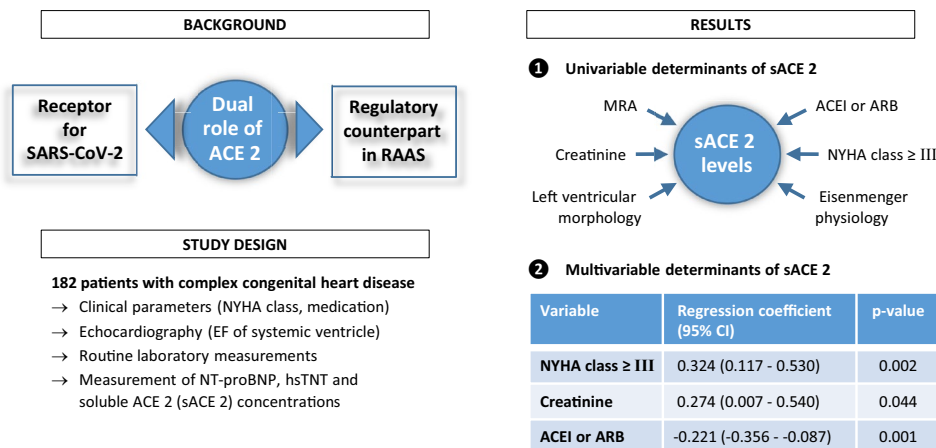 BACKGROUND
Receptor
for
SARS-CoV-2
Dual
role of
ACE 2
Regulatory
counterpart
in RAAS
STUDY DESIGN
182 patients with complex congenital heart disease
→ Clinical parameters (NYHA class, medication)
→ Echocardiography (EF of systemic ventricle)
→ Routine laboratory measurements
→ Measurement of NT-proBNP, hsTNT and
soluble ACE 2 (sACE 2) concentrations
RESULTS
❶ Univariable determinants of sACE 2
MRA
Creatinine
Left ventricular
morphology
sACE 2
levels
ACEI or ARB
NYHA class ≥ III
Eisenmenger
physiology
❷ Multivariable determinants of sACE 2
Variable Regression coefficient p-value
(95% CI)
NYHA class ≥ III 0.324 (0.117 - 0.530) 0.002
Creatinine 0.274 (0.007 - 0.540) 0.044
ACEI or ARB -0.221 (-0.356 - -0.087) 0.001